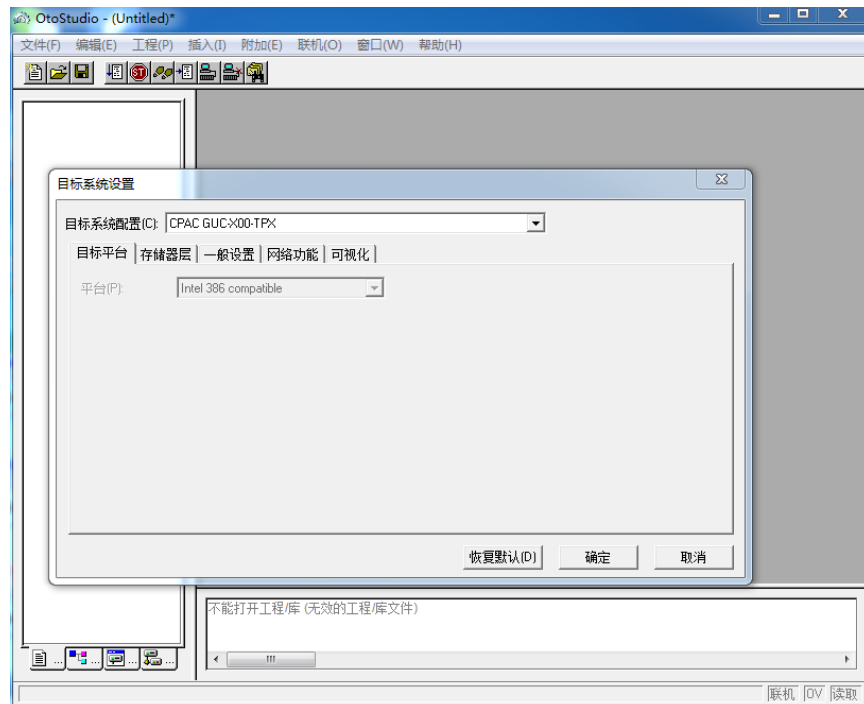 OtoStudio - (Untitled)*
文件(F) 编辑(E) 工程(P) 插入(I) 附加(E) 联机(O) 窗口(W) 帮助(H)
ST
目标系统设置
目标系统配置(C): CPAC GUC-X00-TPX
目标平台 存储器层 一般设置 网络功能 可视化
平台(P): Intel 386 compatible
恢复默认(D) 确定 取消
不能打开工程/库 (无效的工程/库文件)
... ... ... ...
联机 OV 读取